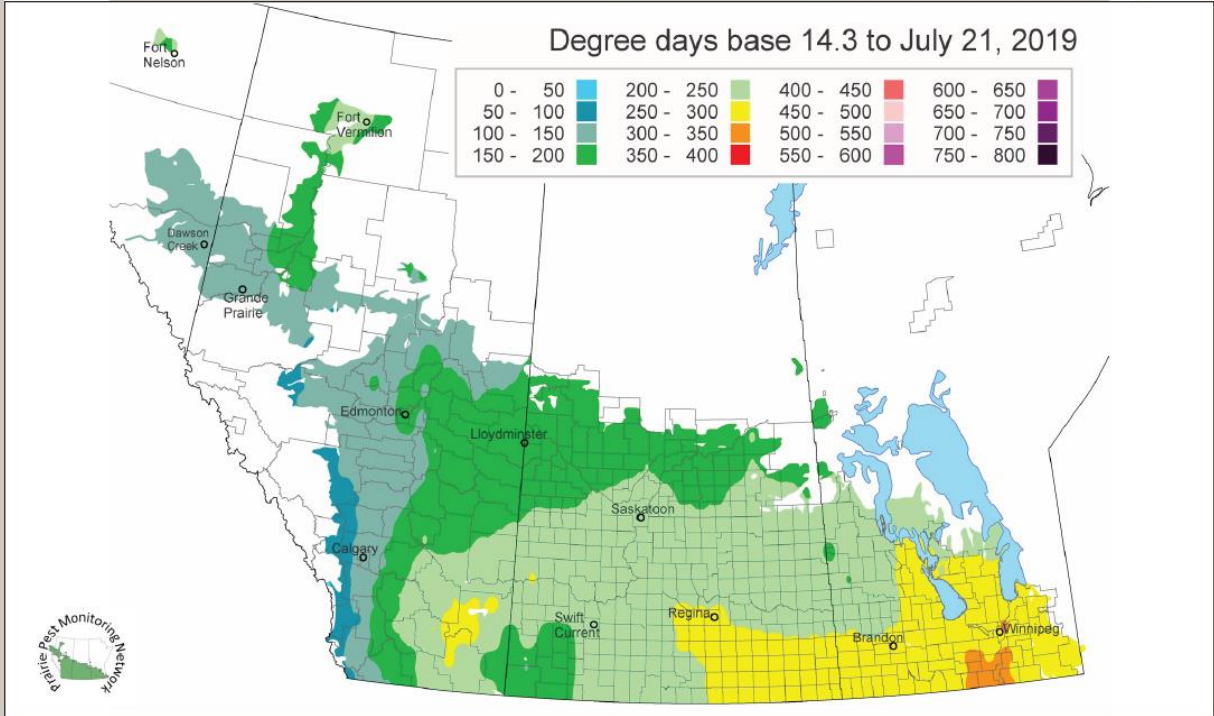 Degree days base 14.3 to July 21, 2019
0 - 50 200 - 250 400 - 450 600 - 650
50 - 100 250 - 300 450 - 500 650 - 700
100 - 150 300 - 350 500 - 550 700 - 750
150 - 200 350 - 400 550 - 600 750 - 800
Fort
Nelson
Fort
Vermilion
Dawson
Creek
Grande
Prairie
Edmonton
Lloydminster
Saskatoon
Calgary
Swift
Current
Regina
Brandon
Winnipeg
Prairie Pest Monitoring Network